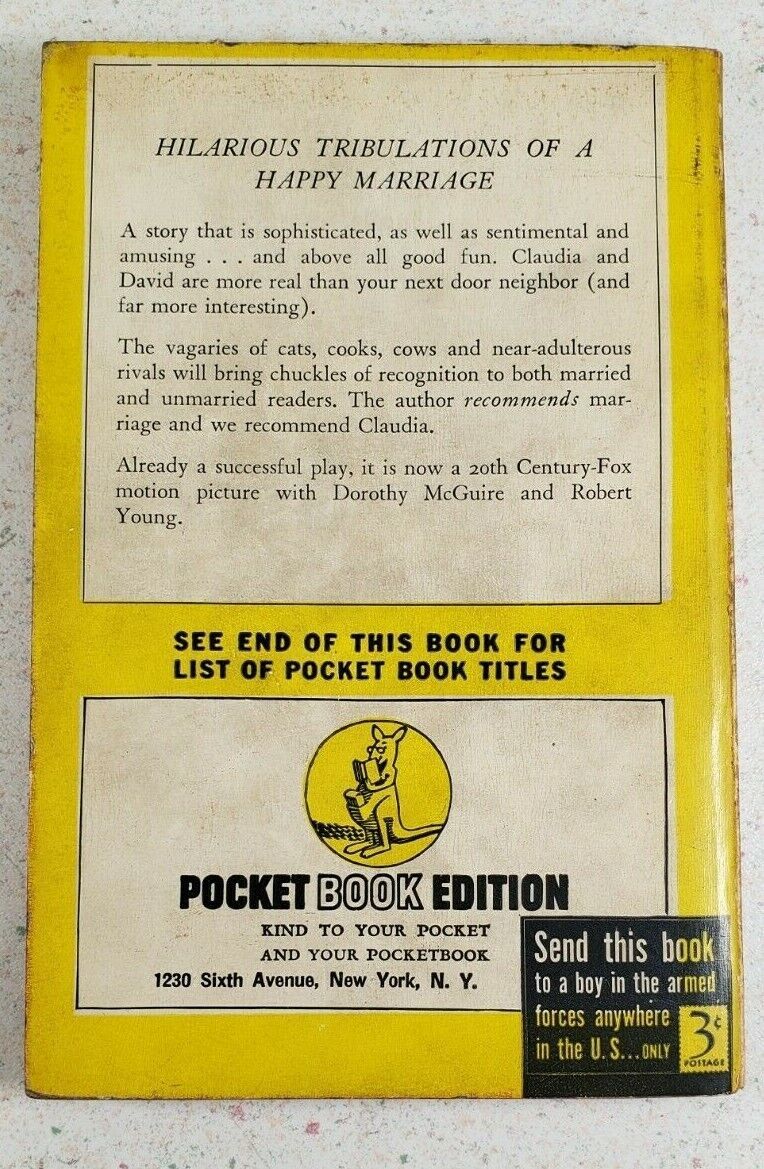 HILARIOUS TRIBULATIONS OF A
HAPPY MARRIAGE
A story that is sophisticated, as well as sentimental and
amusing . . . and above all good fun. Claudia and
David are more real than your next door neighbor (and
far more interesting).
The vagaries of cats, cooks, cows and near-adulterous
rivals will bring chuckles of recognition to both married
and unmarried readers. The author recommends mar-
riage and we recommend Claudia.
Already a successful play, it is now a 20th Century-Fox
motion picture with Dorothy McGuire and Robert
Young.
SEE END OF THIS BOOK FOR
LIST OF POCKET BOOK TITLES
POCKET BOOK EDITION
KIND TO YOUR POCKET
AND YOUR POCKETBOOK
1230 Sixth Avenue, New York, N. Y.
Send this book
to a boy in the armed
forces anywhere
in the U.S...ONLY
3¢
POSTAGE